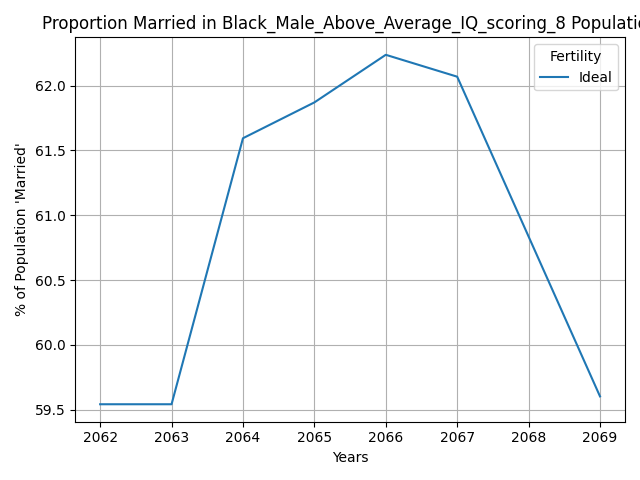 Proportion Married in Black_Male_Above_Average_IQ_scoring_8 Populatio
Fertility
Ideal
% of Population 'Married'
62.0
61.5
61.0
60.5
60.0
59.5
2062 2063 2064 2065 2066 2067 2068 2069
Years